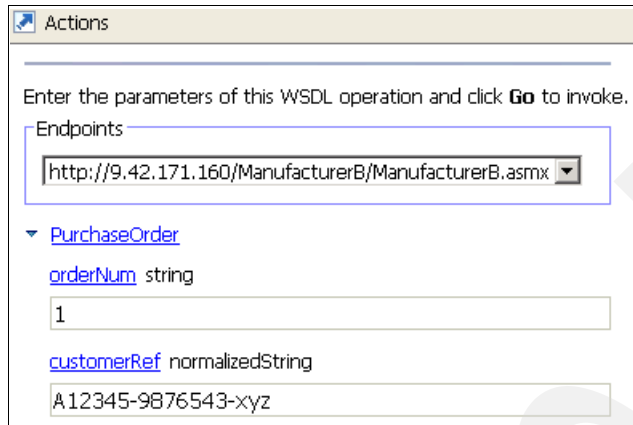 Actions
Enter the parameters of this WSDL operation and click Go to invoke.
Endpoints
http://9.42.171.160/ManufacturerB/ManufacturerB.asmx
PurchaseOrder
orderNum string
1
customerRef normalizedString
A12345-9876543-xyz